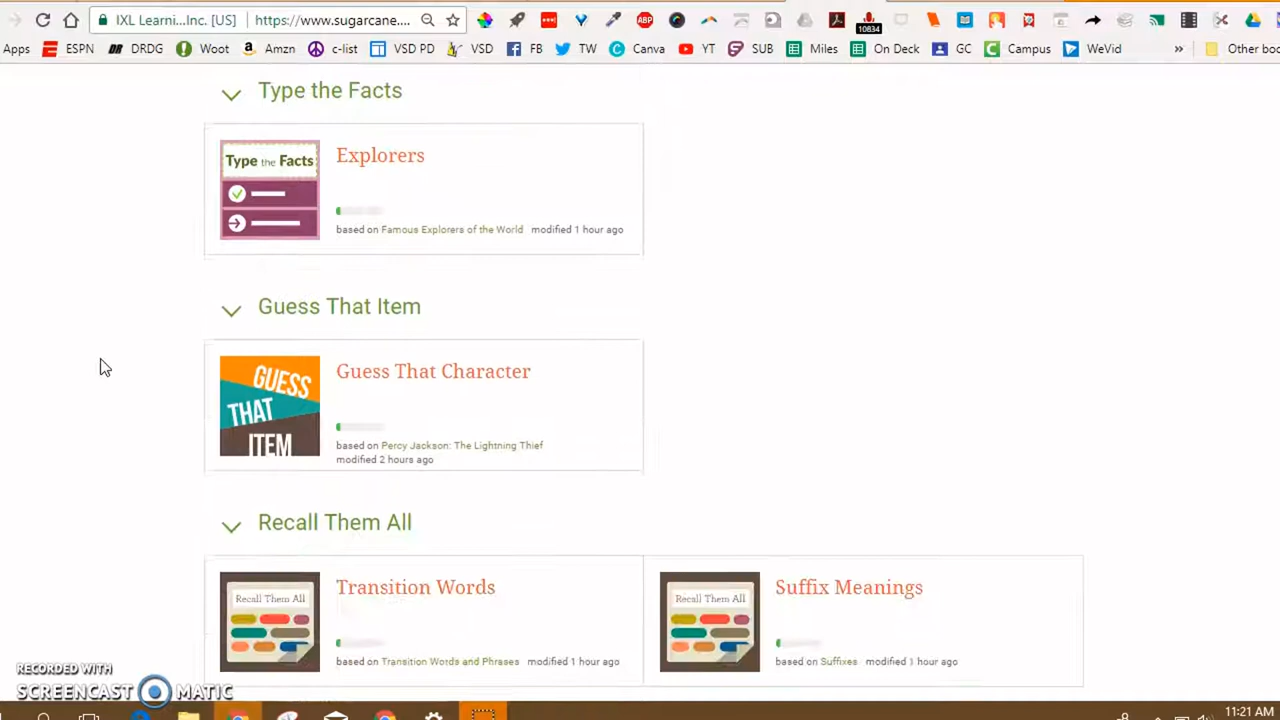 IXL Learni...Inc. [US] https://www.sugarcane....
ABP
10834
Apps ESPN DRDG Woot Amzn c-list VSD PD VSD FB TW Canva YT SUB Miles On Deck GC Campus WeVid » Other boo
Type the Facts
Type the Facts
Explorers
based on Famous Explorers of the World modified 1 hour ago
Guess That Item
GUESS
THAT
ITEM
Guess That Character
based on Percy Jackson: The Lightning Thief
modified 2 hours ago
Recall Them All
Recall Them All
Transition Words
based on Transition Words and Phrases modified 1 hour ago
Recall Them All
Suffix Meanings
based on Suffixes modified 1 hour ago
RECORDED WITH
SCREENCAST MATIC
11:21 AM